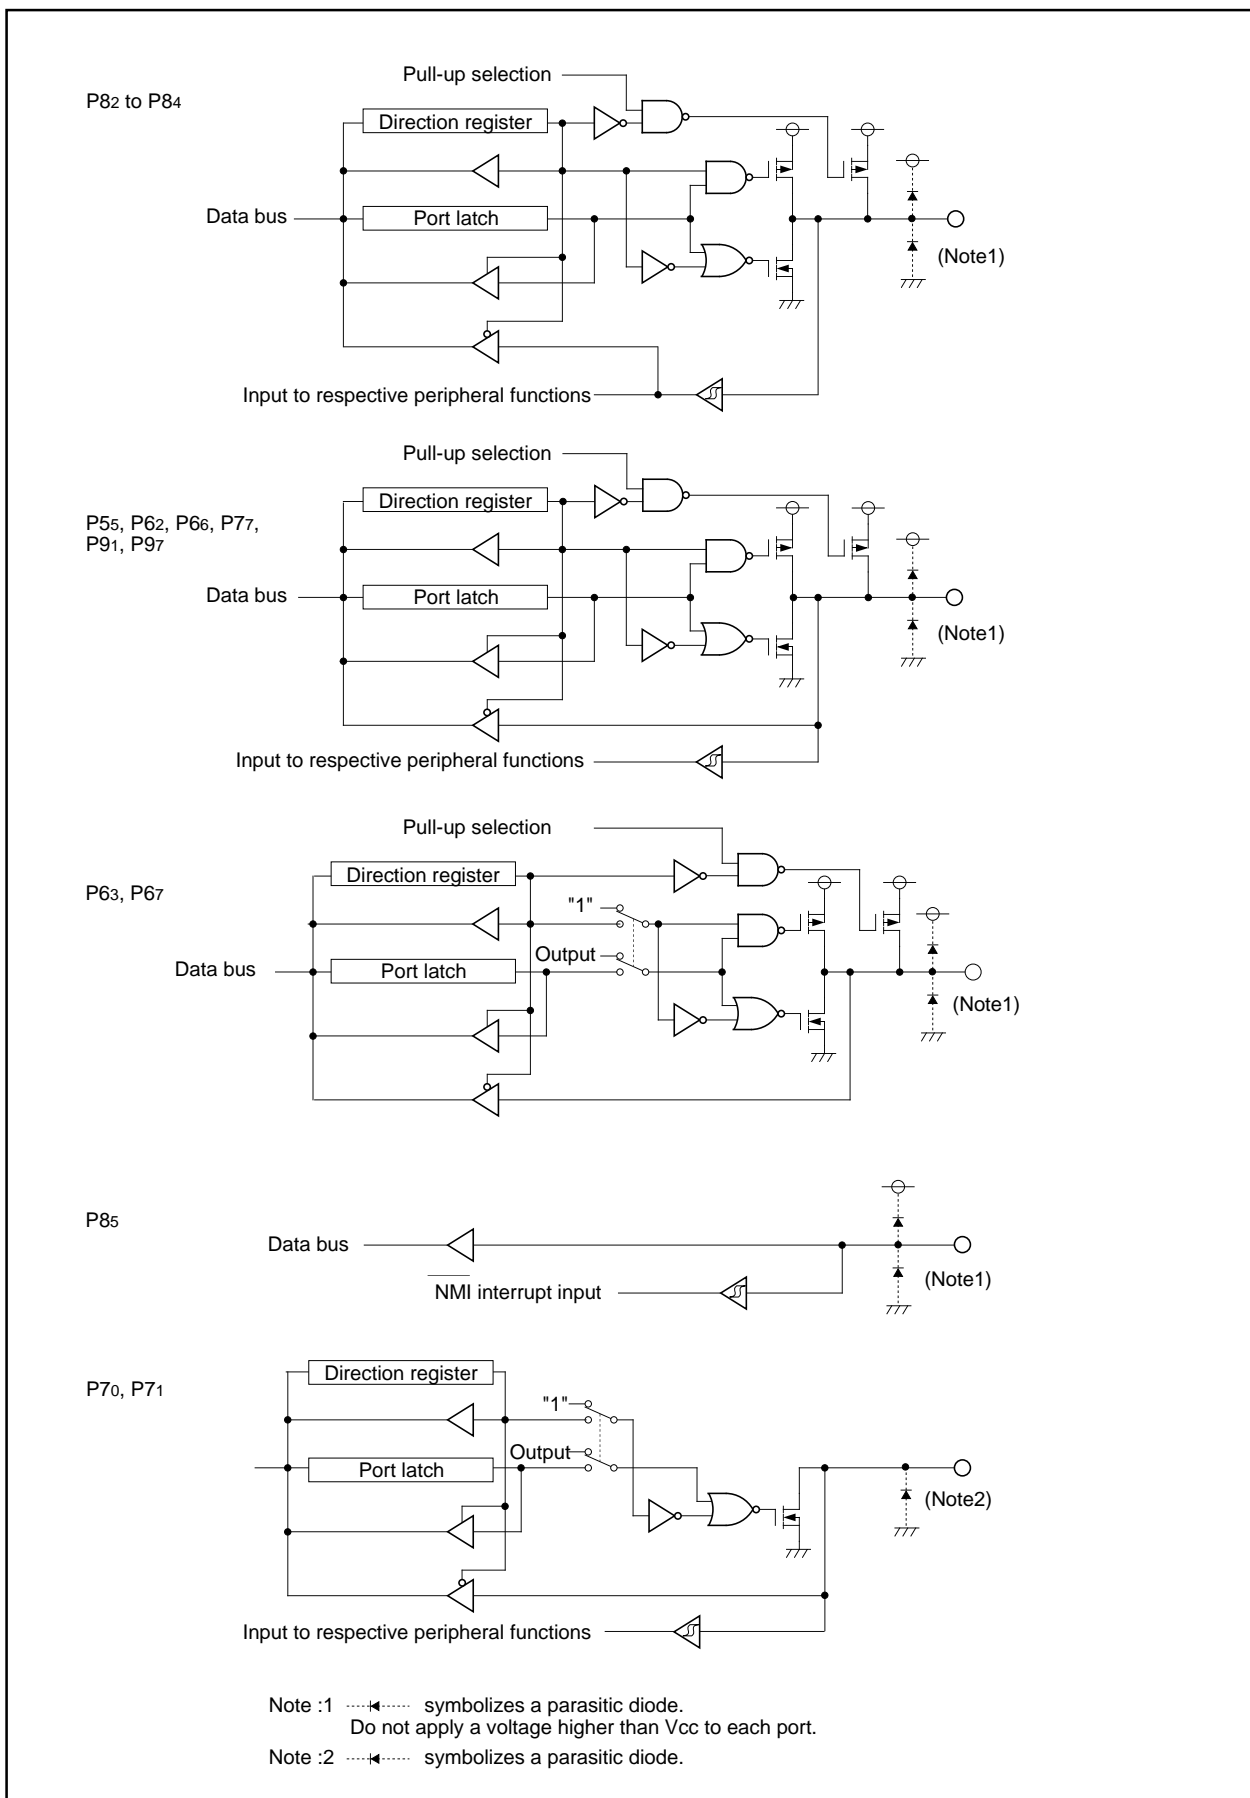 Pull-up selection
P82 to P84
Direction register
Data bus
Port latch
(Note1)
Input to respective peripheral functions
Pull-up selection
Direction register
P55, P62, P66, P77,
P91, P97
Data bus
Port latch
(Note1)
Input to respective peripheral functions
Pull-up selection
Direction register
P63, P67
"1"
Output
Data bus
Port latch
(Note1)
P85
Data bus
(Note1)
NMI interrupt input
Direction register
P70, P71
"1"
Output
Port latch
(Note2)
Input to respective peripheral functions
Note :1 symbolizes a parasitic diode.
Do not apply a voltage higher than Vcc to each port.
Note :2 symbolizes a parasitic diode.